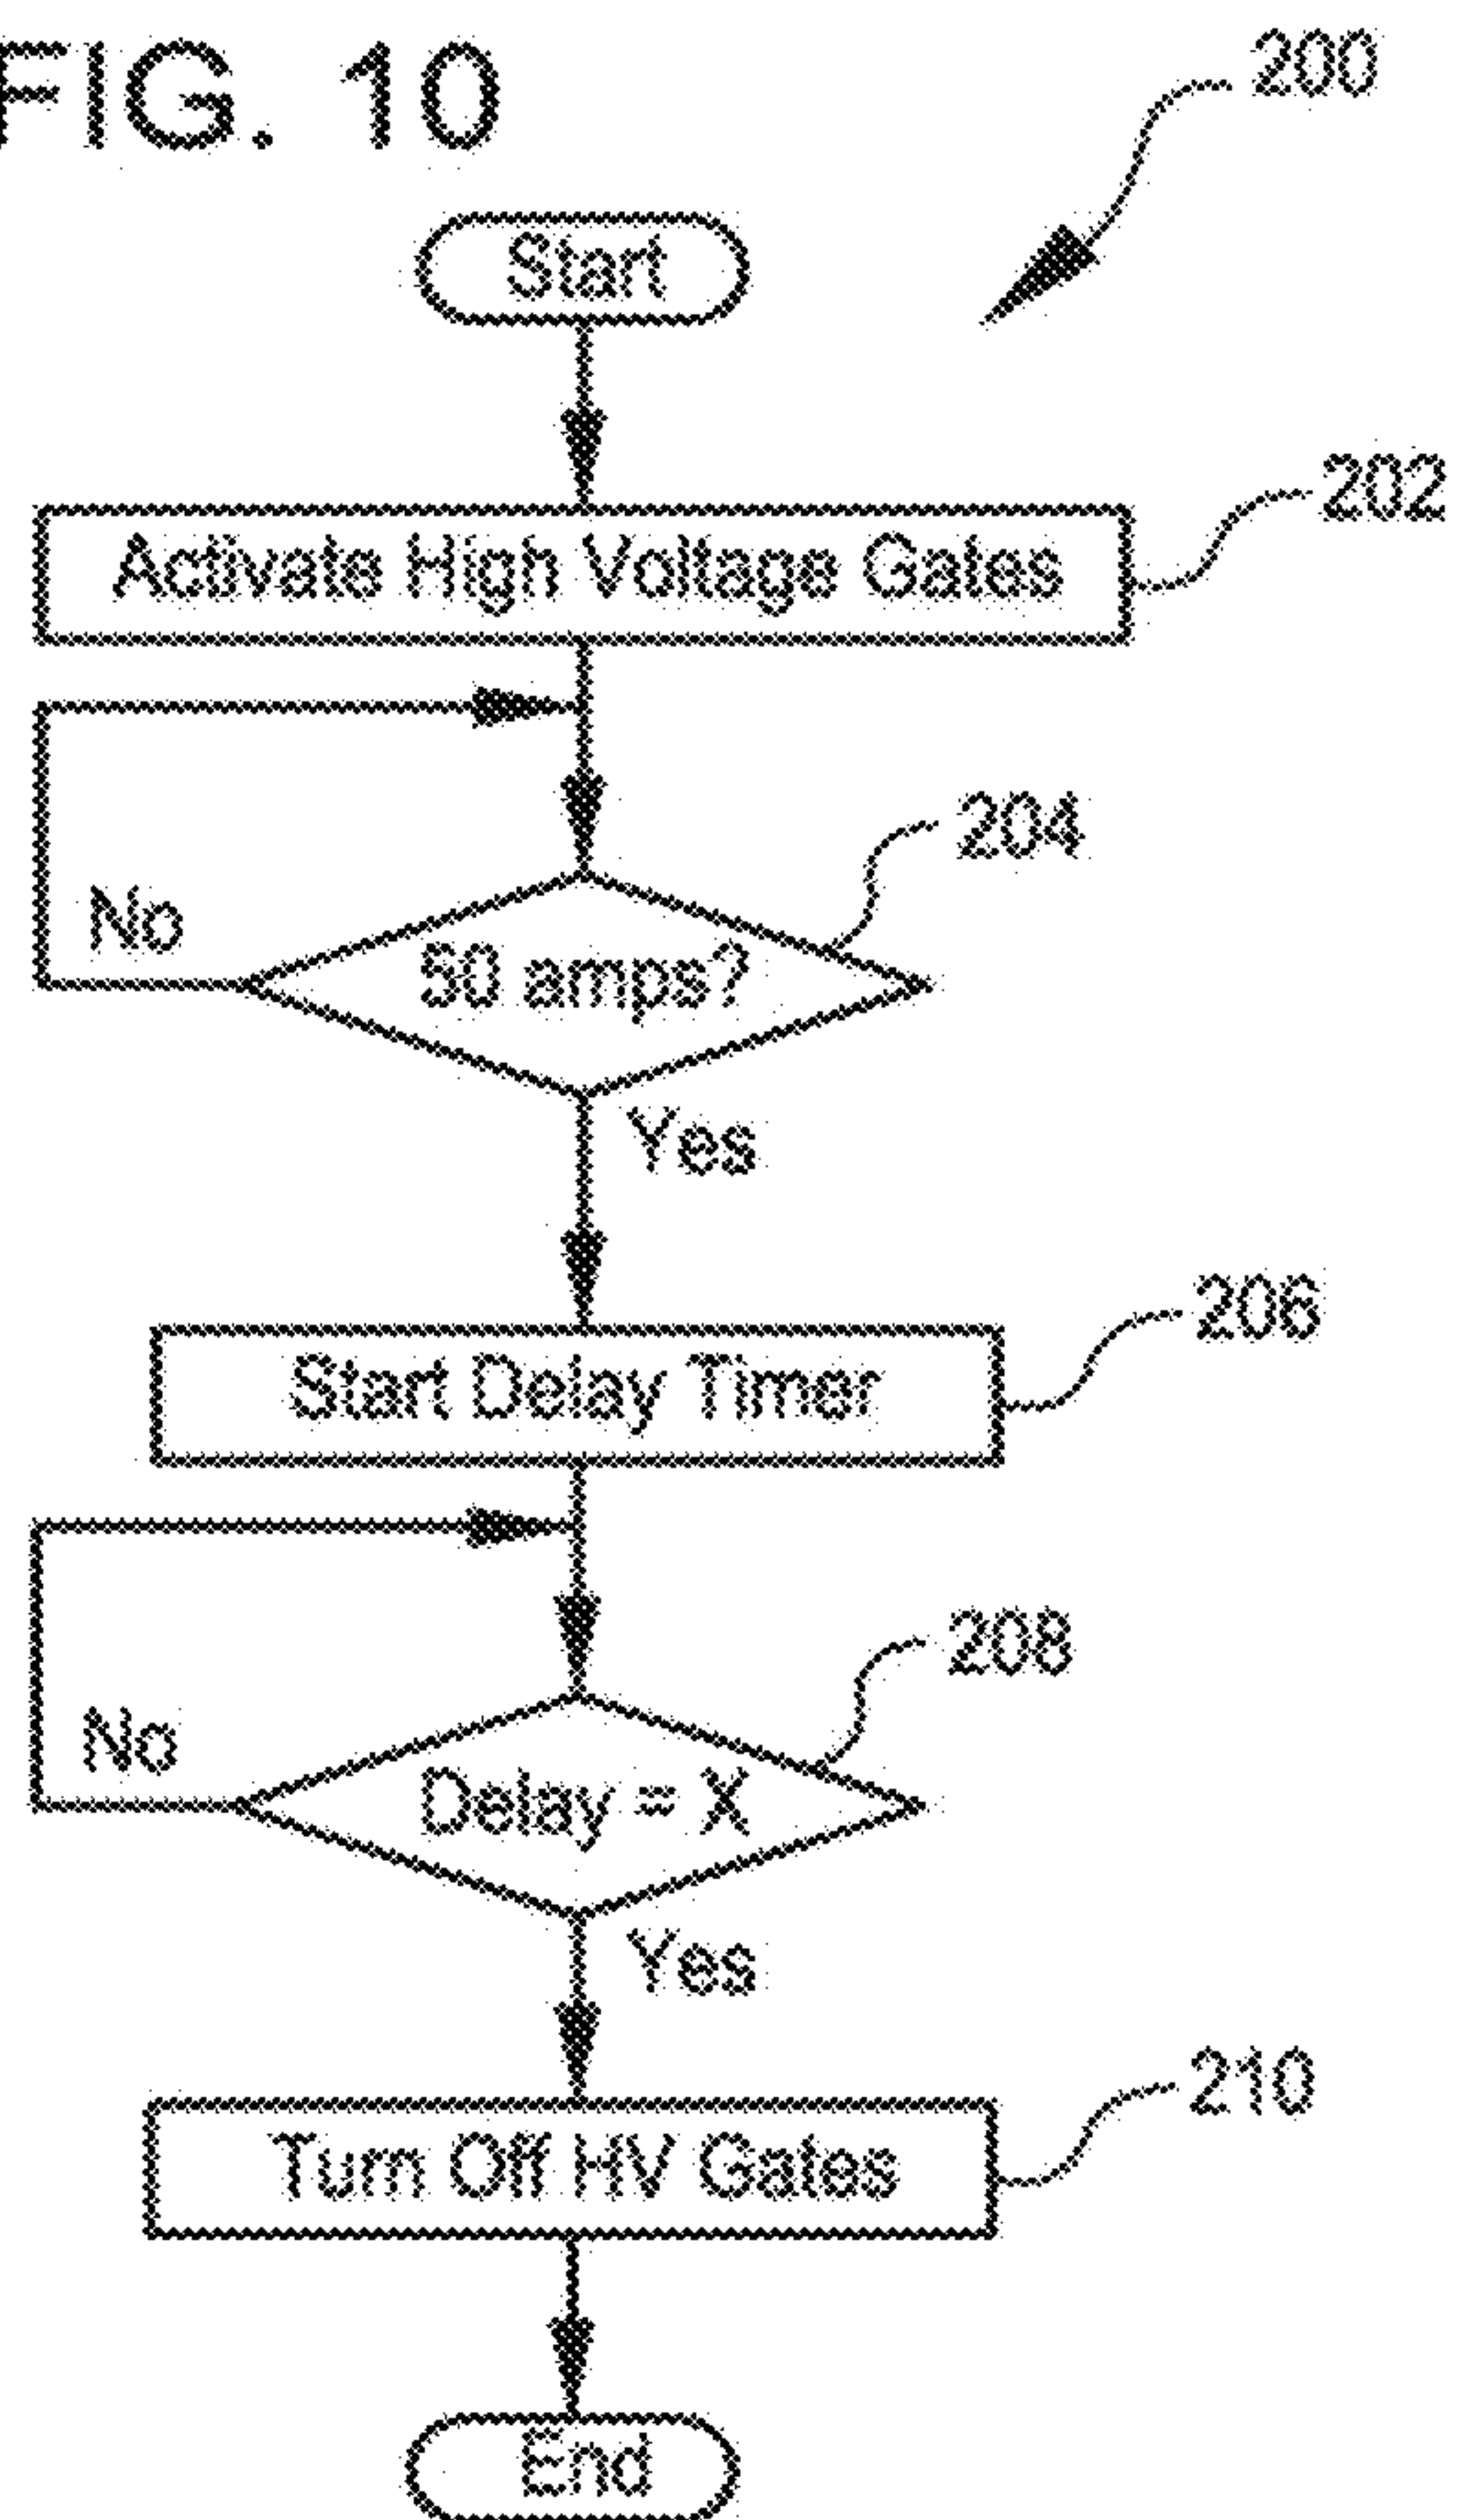 FIG. 10
200
Start
202
Activate High Voltage Gates
204
No
50 amps?
Yes
206
Start Delay Timer
208
No
Delay = X
Yes
210
Turn Off HV Gates
End